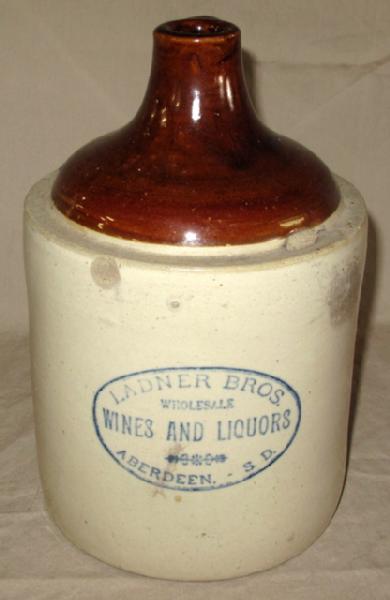 LADNER BROS.
WHOLESALE
WINES AND LIQUORS
ABERDEEN, - S. D.